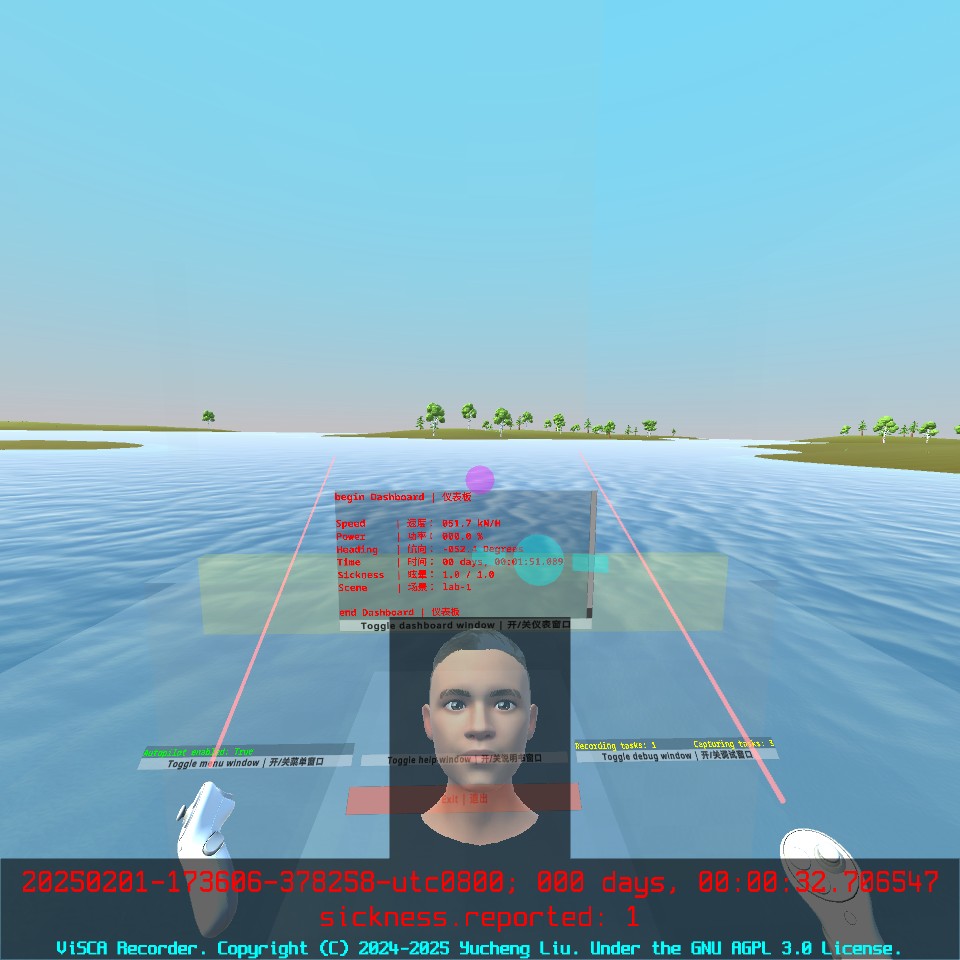 begin Dashboard | 仪表板
Speed | 速度： 051.7 kN/H
Power | 功率： 000.0 %
Heading | 航向： -052.1 Degrees
Time | 时间： 00 days, 00:01:51.089
Sickness | 眩晕： 1.0 / 1.0
Scene | 场景： lab-1
end Dashboard | 仪表板
Toggle dashboard window | 开/关仪表窗口
Autopilot enabled: True
Toggle menu window | 开/关菜单窗口
Toggle help window | 开/关说明书窗口
Recording tasks: 1 Capturing tasks: 3
Toggle debug window | 开/关调试窗口
Exit | 退出
20250201-173606-378258-utc0800; 000 days, 00:00:32.706547
sickness.reported: 1
ViSCA Recorder. Copyright (C) 2024-2025 Yucheng Liu. Under the GNU AGPL 3.0 License.